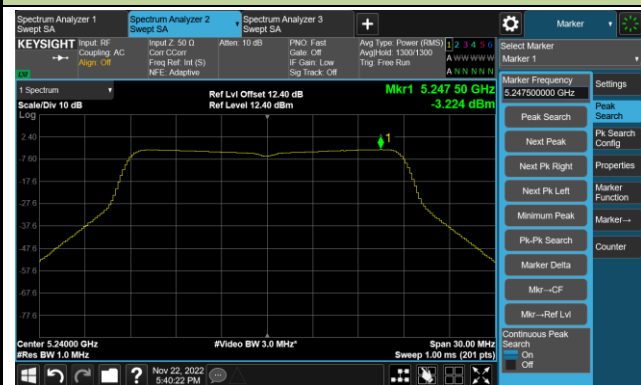 Spectrum Analyzer 1
Swept SA
Spectrum Analyzer 2
Swept SA
Spectrum Analyzer 3
Swept SA
+
Marker
KEYSIGHT
Input: RF
Coupling: AC
Align: Off
Input Z: 50 Ω
Corr CCorr
Freq Ref: Int (S)
NFE: Adaptive
Atten: 10 dB
PNO: Fast
Gate: Off
IF Gain: Low
Sig Track: Off
Avg Type: Power (RMS)
Avg|Hold: 1300/1300
Trig: Free Run
1 2 3 4 5 6
A W W W W W
A N N N N N
Select Marker
Marker 1
1 Spectrum
Scale/Div 10 dB
Log
Ref Lvl Offset 12.40 dB
Ref Level 12.40 dBm
Mkr1 5.247 50 GHz
-3.224 dBm
1
2.40
-7.60
-17.6
-27.6
-37.6
-47.6
-57.6
-67.6
-77.6
Center 5.24000 GHz
#Res BW 1.0 MHz
#Video BW 3.0 MHz*
Span 30.00 MHz
Sweep 1.00 ms (201 pts)
Marker Frequency
5.247500000 GHz
Peak Search
Next Peak
Next Pk Right
Next Pk Left
Minimum Peak
Pk-Pk Search
Marker Delta
Mkr→CF
Mkr→Ref Lvl
Continuous Peak
Search
On
Off
Settings
Peak
Search
Pk Search
Config
Properties
Marker
Function
Marker→
Counter
?
Nov 22, 2022
5:40:22 PM